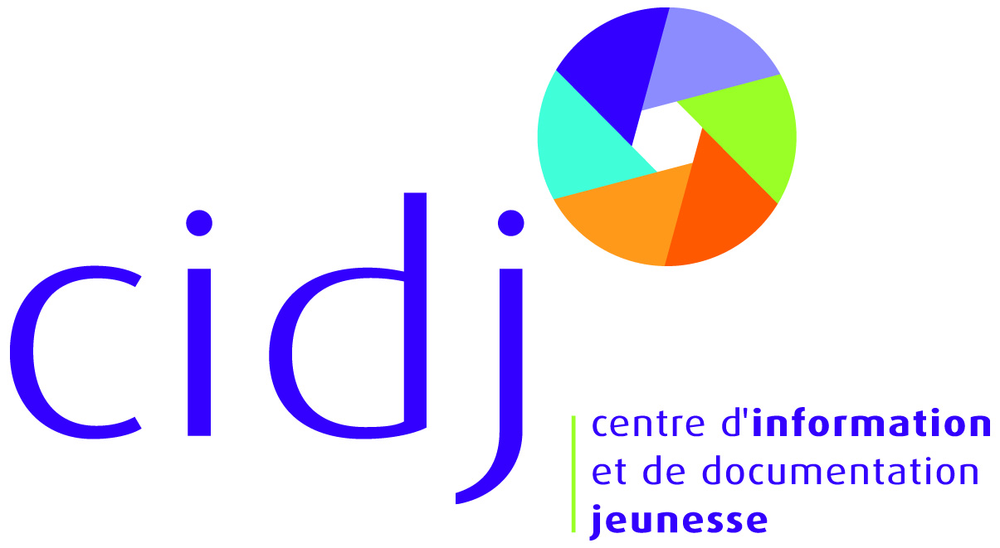 cidj
centre d'information
et de documentation
jeunesse